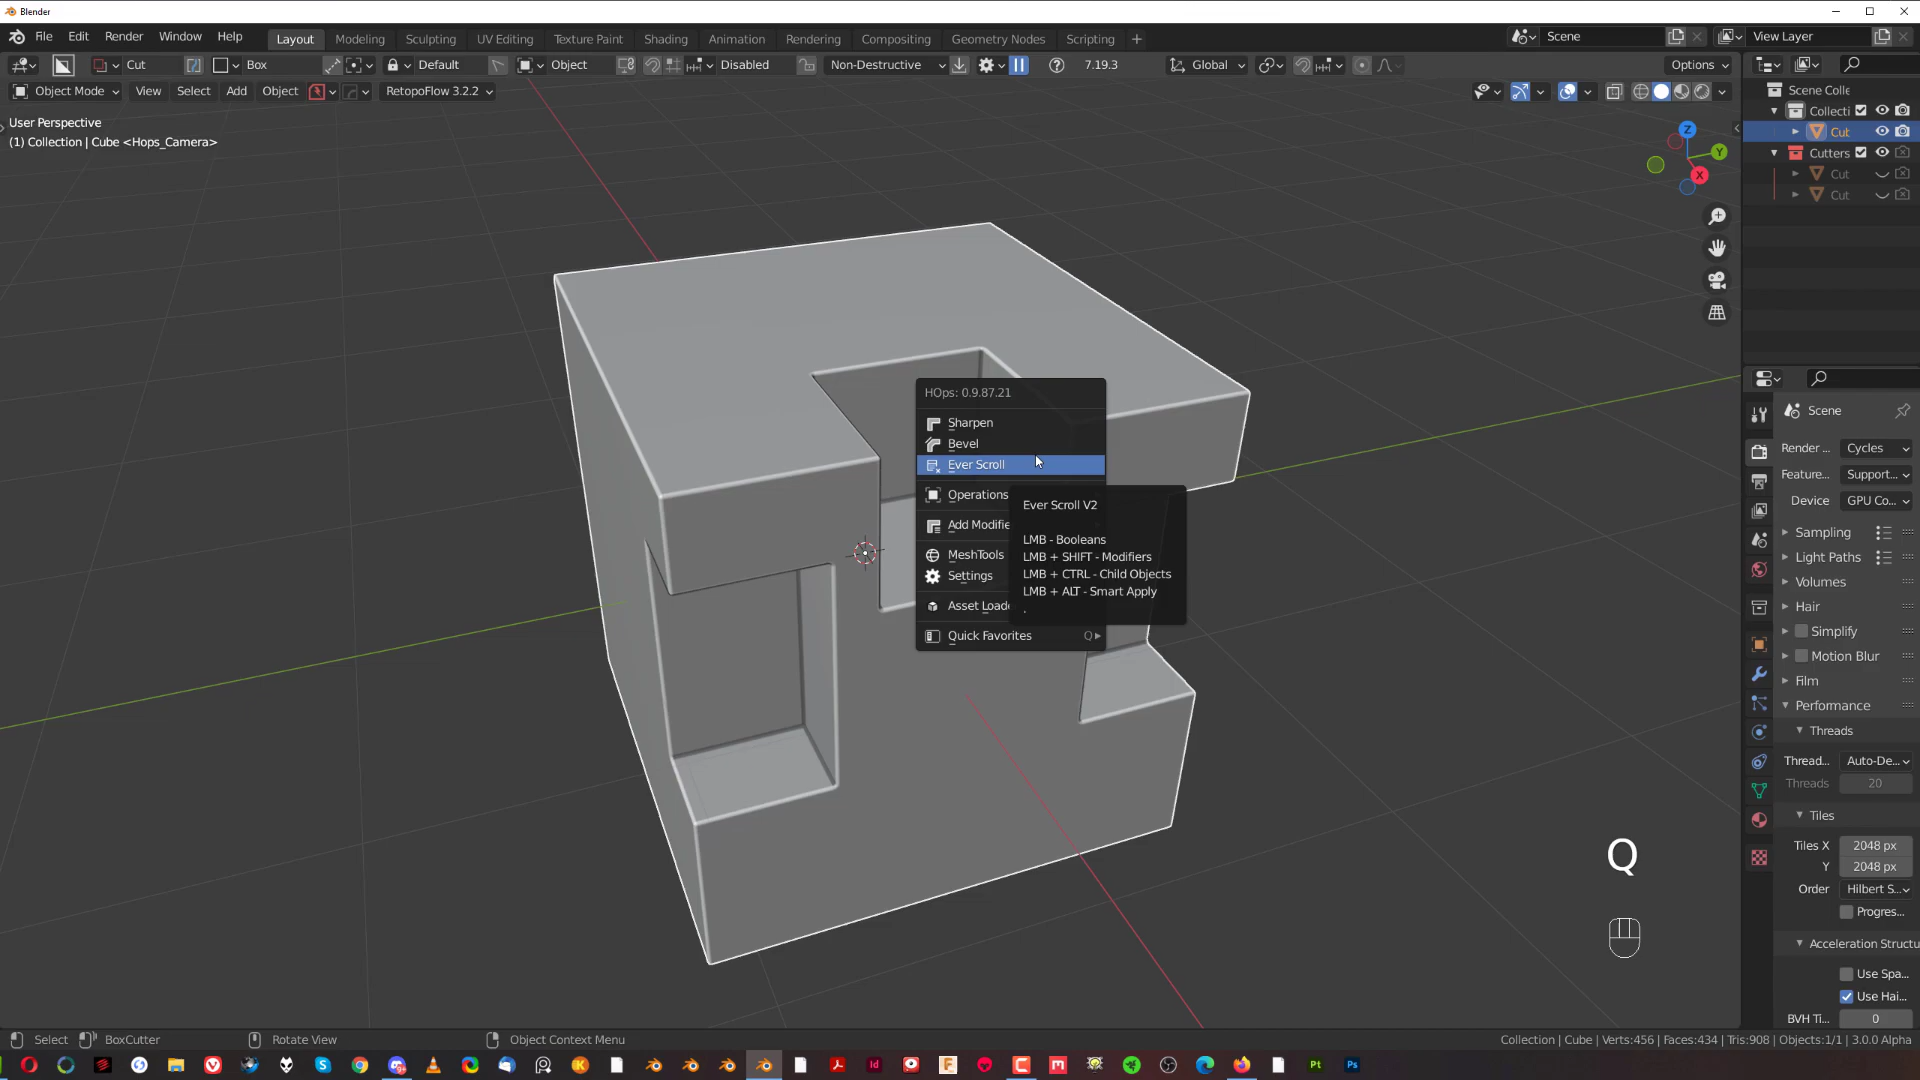 Blender
File Edit Render Window Help Layout Modeling Sculpting UV Editing Texture Paint Shading Animation Rendering Compositing Geometry Nodes Scripting + Scene View Layer
Cut Box Default Object Disabled Non-Destructive 7.19.3 Global Options
Object Mode View Select Add Object RetopoFlow 3.2.2
User Perspective
(1) Collection | Cube <Hops_Camera>
Z
Y
X
Scene Colle
Collecti
Cut
Cutters
Cut
Cut
HOps: 0.9.87.21
Sharpen
Bevel
Ever Scroll
Operations
Add Modifie
MeshTools
Settings
Asset Loade
Quick Favorites Q
Ever Scroll V2
LMB - Booleans
LMB + SHIFT - Modifiers
LMB + CTRL - Child Objects
LMB + ALT - Smart Apply
.
Scene
Render ... Cycles
Feature... Support...
Device GPU Co...
Sampling
Light Paths
Volumes
Hair
Simplify
Motion Blur
Film
Performance
Threads
Thread... Auto-De...
Threads 20
Tiles
Tiles X 2048 px
Y 2048 px
Order Hilbert S...
Progres...
Acceleration Structu
Use Spa...
Use Hai...
BVH Ti... 0
Q
Select BoxCutter Rotate View Object Context Menu Collection | Cube | Verts:456 | Faces:434 | Tris:908 | Objects:1/1 | 3.0.0 Alpha
Id F K m Pt Ps